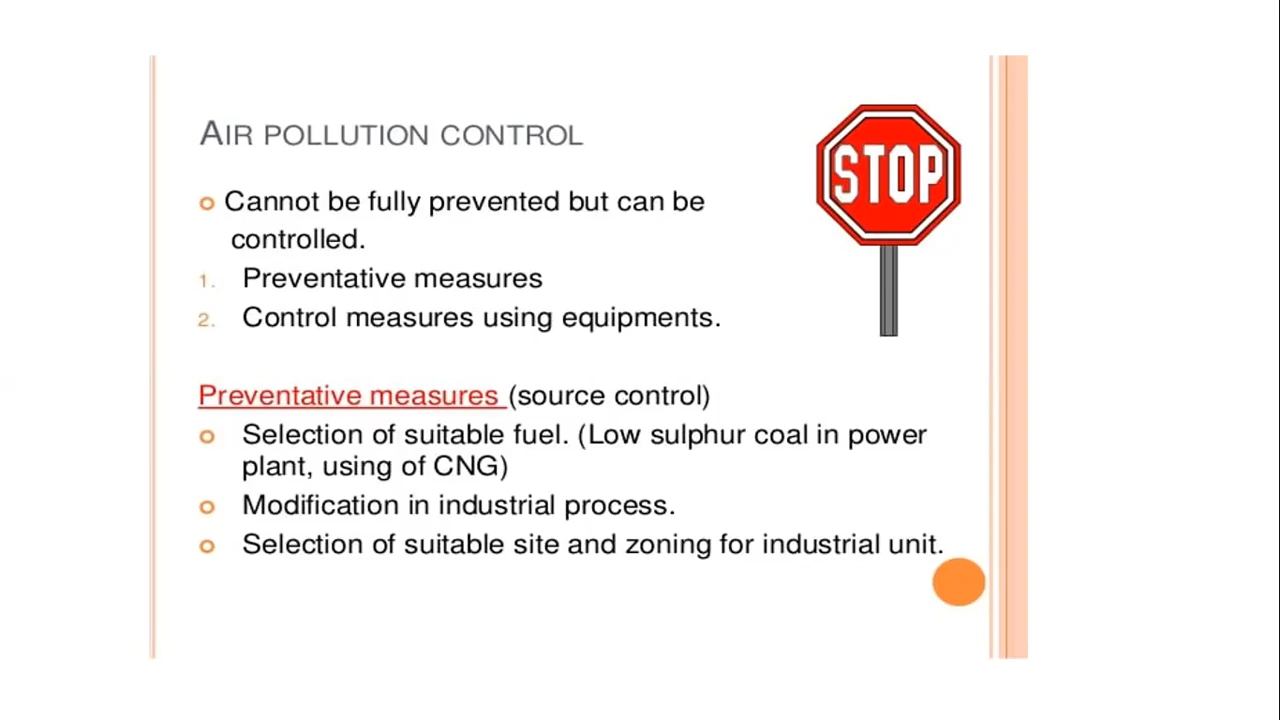 AIR POLLUTION CONTROL
STOP
o Cannot be fully prevented but can be
controlled.
1. Preventative measures
2. Control measures using equipments.
Preventative measures (source control)
o Selection of suitable fuel. (Low sulphur coal in power
plant, using of CNG)
o Modification in industrial process.
o Selection of suitable site and zoning for industrial unit.